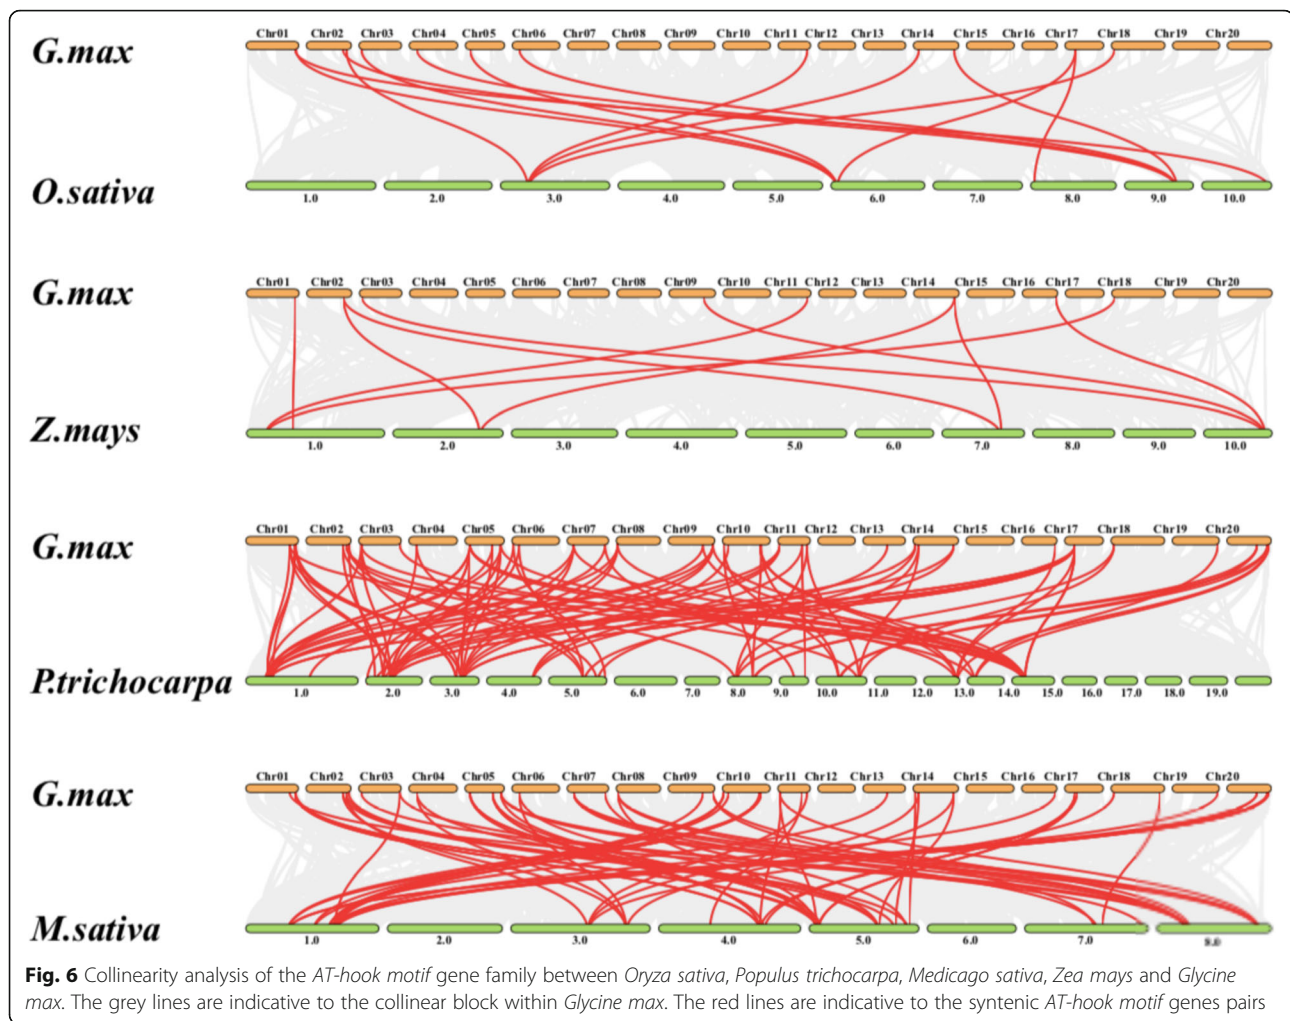 Chr01 Chr02 Chr03 Chr04 Chr05 Chr06 Chr07 Chr08 Chr09 Chr10 Chr11 Chr12 Chr13 Chr14 Chr15 Chr16 Chr17 Chr18 Chr19 Chr20
G.max
O.sativa
1.0 2.0 3.0 4.0 5.0 6.0 7.0 8.0 9.0 10.0
Chr01 Chr02 Chr03 Chr04 Chr05 Chr06 Chr07 Chr08 Chr09 Chr10 Chr11 Chr12 Chr13 Chr14 Chr15 Chr16 Chr17 Chr18 Chr19 Chr20
G.max
Z.mays
1.0 2.0 3.0 4.0 5.0 6.0 7.0 8.0 9.0 10.0
Chr01 Chr02 Chr03 Chr04 Chr05 Chr06 Chr07 Chr08 Chr09 Chr10 Chr11 Chr12 Chr13 Chr14 Chr15 Chr16 Chr17 Chr18 Chr19 Chr20
G.max
P.trichocarpa
1.0 2.0 3.0 4.0 5.0 6.0 7.0 8.0 9.0 10.0 11.0 12.0 13.0 14.0 15.0 16.0 17.0 18.0 19.0
Chr01 Chr02 Chr03 Chr04 Chr05 Chr06 Chr07 Chr08 Chr09 Chr10 Chr11 Chr12 Chr13 Chr14 Chr15 Chr16 Chr17 Chr18 Chr19 Chr20
G.max
M.sativa
1.0 2.0 3.0 4.0 5.0 6.0 7.0 8.0
Fig. 6 Collinearity analysis of the AT-hook motif gene family between Oryza sativa, Populus trichocarpa, Medicago sativa, Zea mays and Glycine
max. The grey lines are indicative to the collinear block within Glycine max. The red lines are indicative to the syntenic AT-hook motif genes pairs